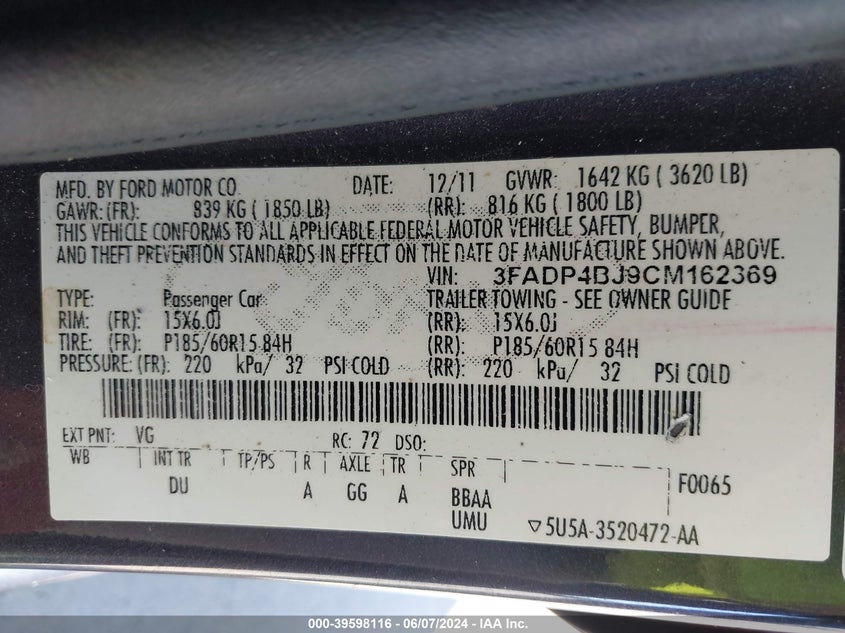 MFD. BY FORD MOTOR CO. DATE: 12/11 GVWR: 1642 KG ( 3620 LB)
GAWR: (FR): 839 KG ( 1850 LB) (RR): 816 KG ( 1800 LB)
THIS VEHICLE CONFORMS TO ALL APPLICABLE FEDERAL MOTOR VEHICLE SAFETY, BUMPER,
AND THEFT PREVENTION STANDARDS IN EFFECT ON THE DATE OF MANUFACTURE SHOWN ABOVE.
VIN: 3FADP4BJ9CM162369
TYPE: Passenger Car TRAILER TOWING - SEE OWNER GUIDE
RIM: (FR): 15X6.0J (RR): 15X6.0J
TIRE: (FR): P185/60R15 84H (RR): P185/60R15 84H
PRESSURE: (FR): 220 kPa/ 32 PSI COLD (RR): 220 kPa/ 32 PSI COLD
EXT PNT: VG RC: 72 DSO:
WB INT TR TP/PS R AXLE TR SPR F0065
DU A GG A BBAA
UMU ▽5U5A-3520472-AA
000-39598116 - 06/07/2024 - IAA Inc.